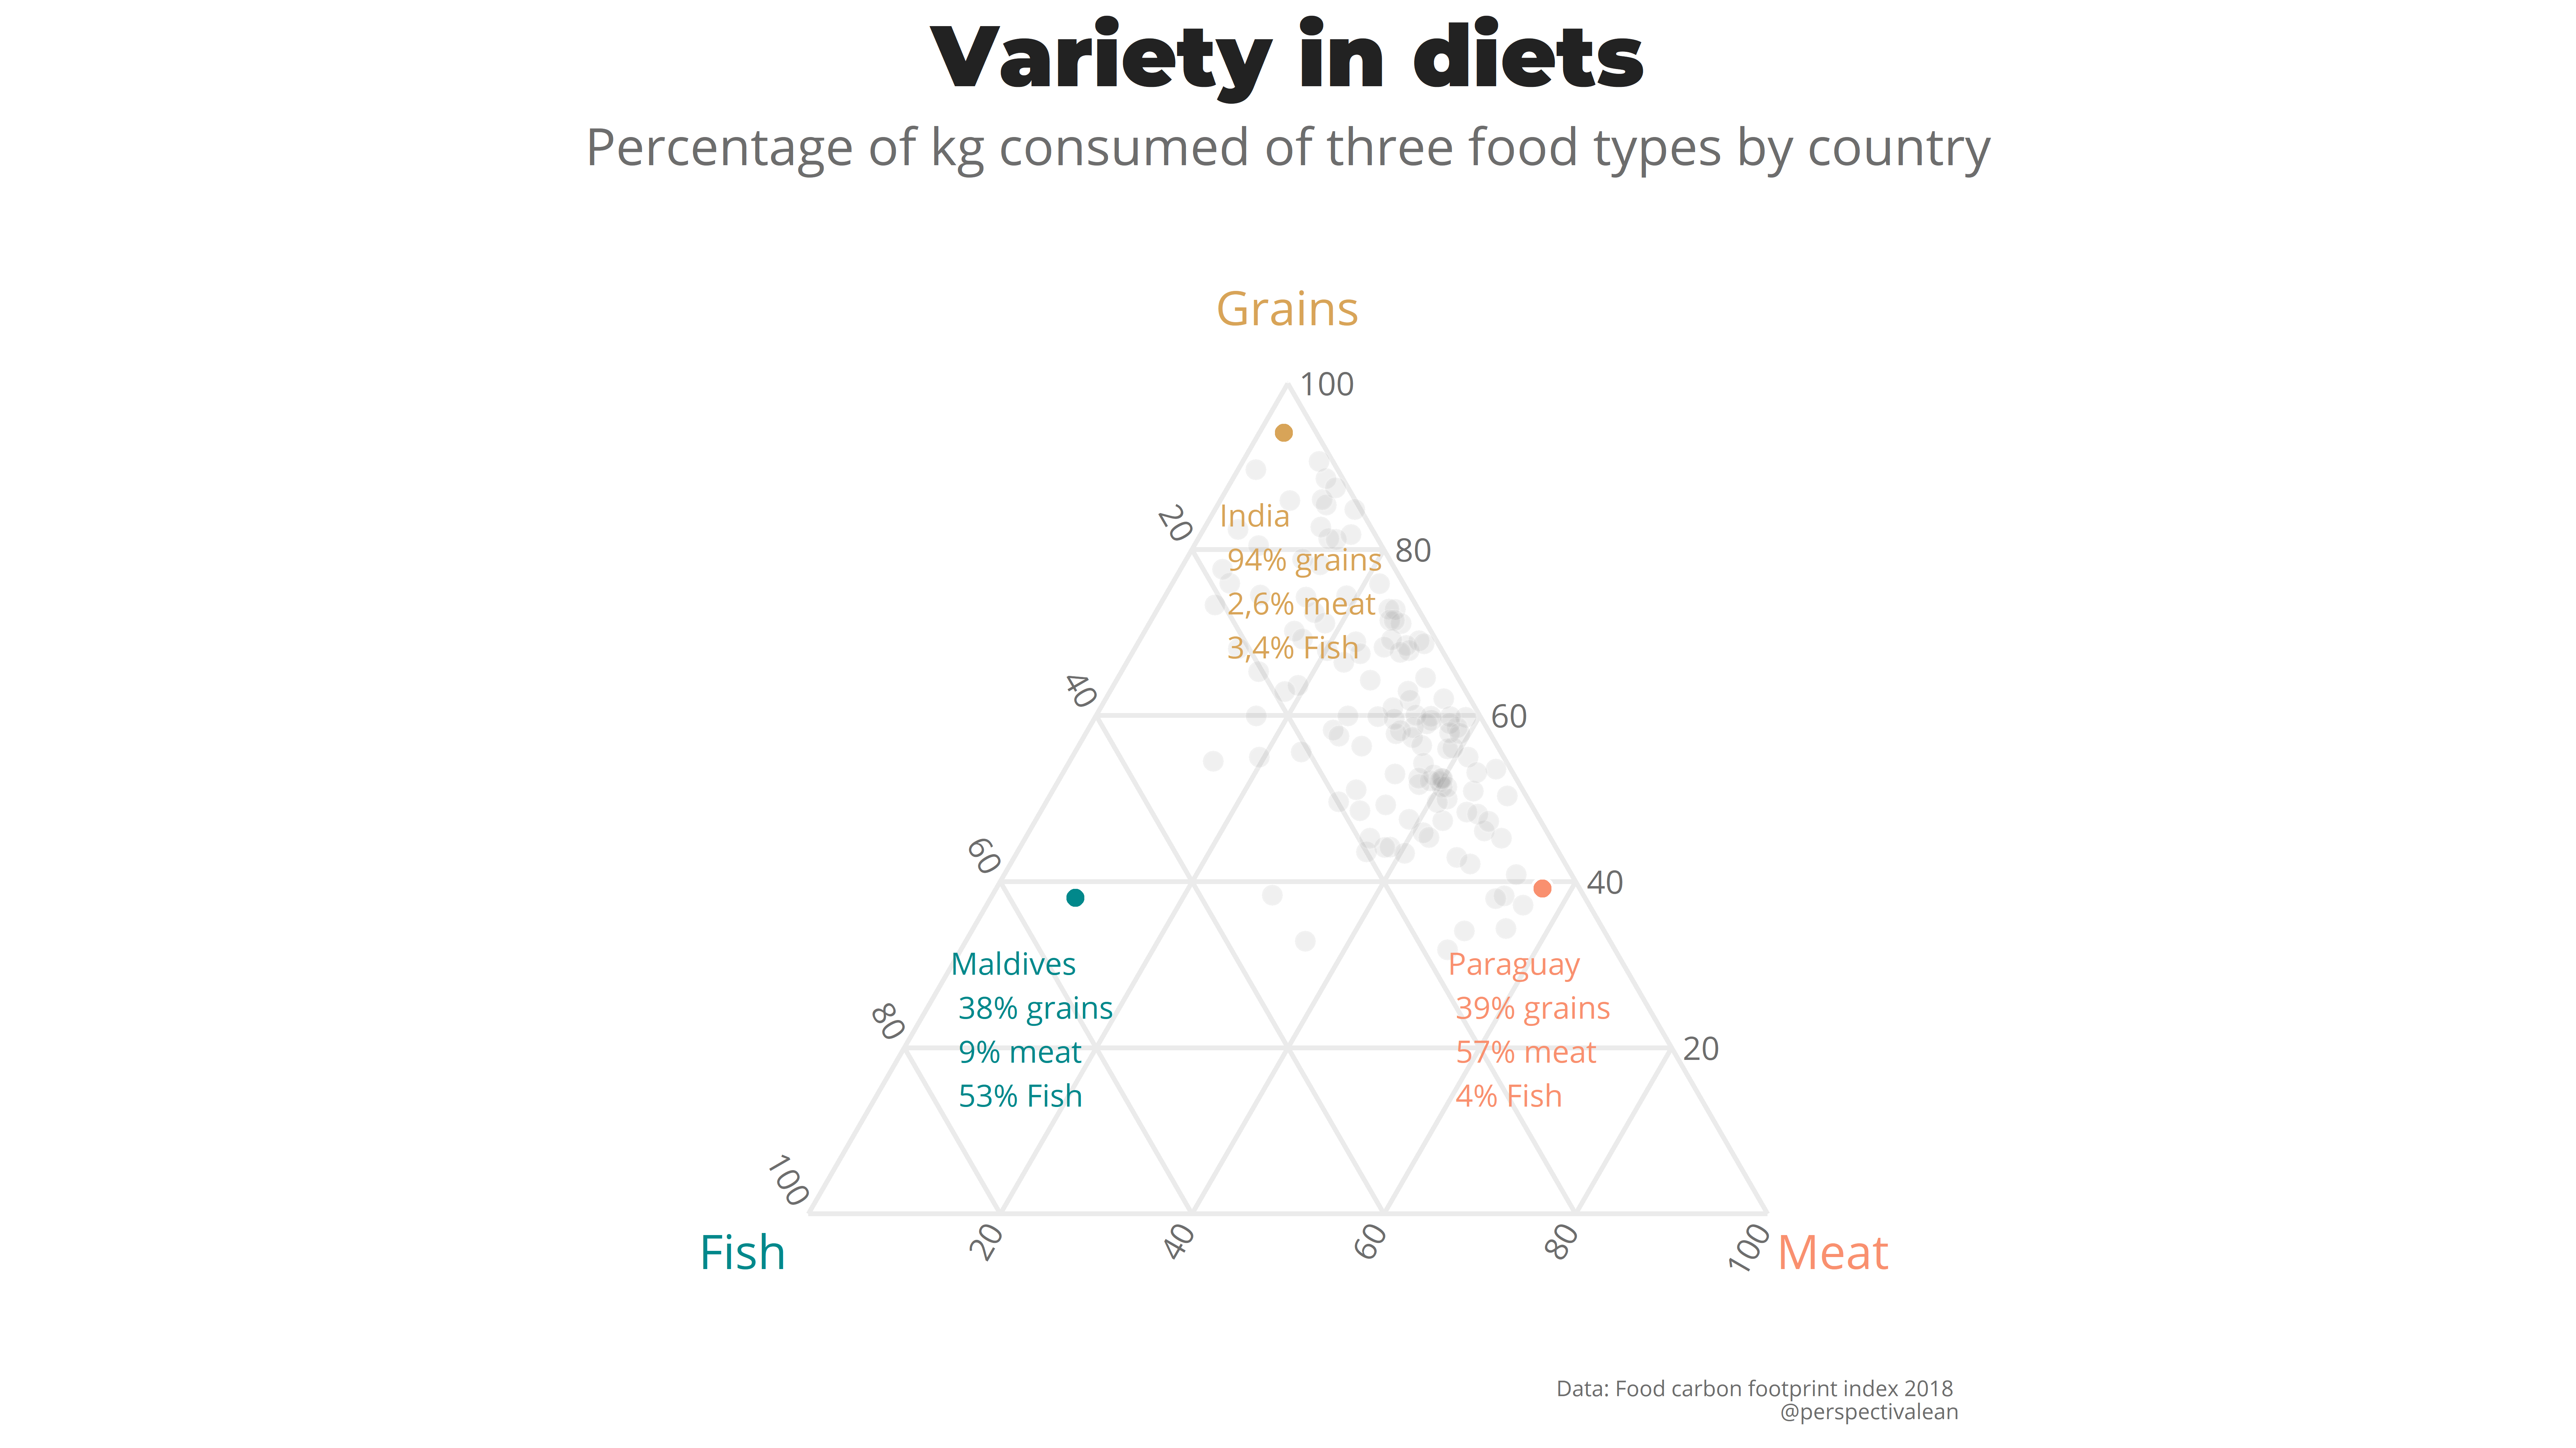 Variety in diets
Percentage of kg consumed of three food types by country
Grains
100
20
India
80
94% grains
2,6% meat
3,4% Fish
40
60
60
40
Maldives
38% grains
9% meat
53% Fish
Paraguay
39% grains
57% meat
4% Fish
80
20
100
Fish
20
40
60
80
100
Meat
Data: Food carbon footprint index 2018
@perspectivalean